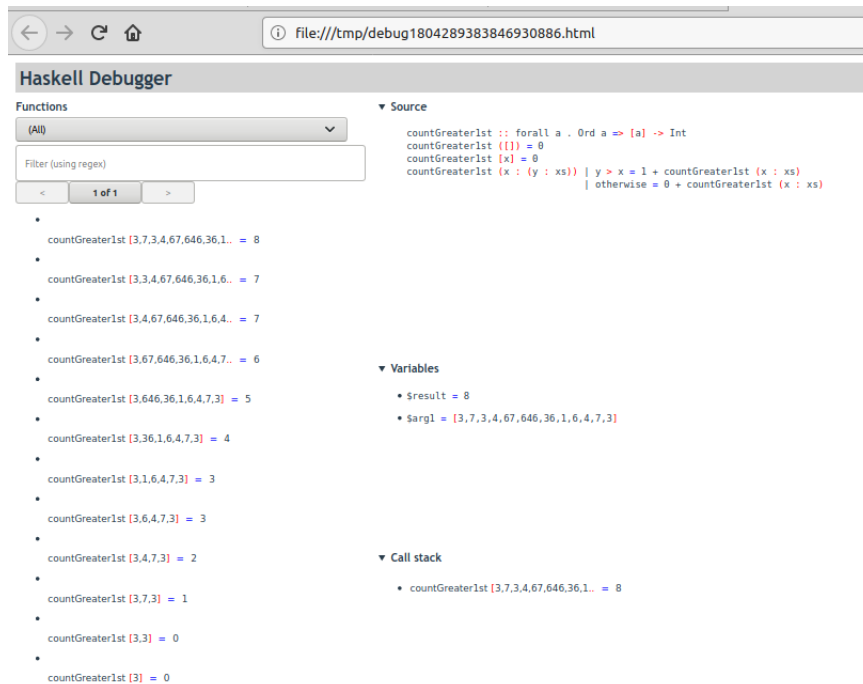 file:///tmp/debug1804289383846930886.html
Haskell Debugger
Functions
(All)
Filter (using regex)
< 1 of 1 >
countGreater1st [3,7,3,4,67,646,36,1.. = 8
countGreater1st [3,3,4,67,646,36,1,6.. = 7
countGreater1st [3,4,67,646,36,1,6,4.. = 7
countGreater1st [3,67,646,36,1,6,4,7.. = 6
countGreater1st [3,646,36,1,6,4,7,3] = 5
countGreater1st [3,36,1,6,4,7,3] = 4
countGreater1st [3,1,6,4,7,3] = 3
countGreater1st [3,6,4,7,3] = 3
countGreater1st [3,4,7,3] = 2
countGreater1st [3,7,3] = 1
countGreater1st [3,3] = 0
countGreater1st [3] = 0
▼ Source
countGreater1st :: forall a . Ord a => [a] -> Int
countGreater1st ([]) = 0
countGreater1st [x] = 0
countGreater1st (x : (y : xs)) | y > x = 1 + countGreater1st (x : xs)
| otherwise = 0 + countGreater1st (x : xs)
▼ Variables
• $result = 8
• $arg1 = [3,7,3,4,67,646,36,1,6,4,7,3]
▼ Call stack
• countGreater1st [3,7,3,4,67,646,36,1.. = 8